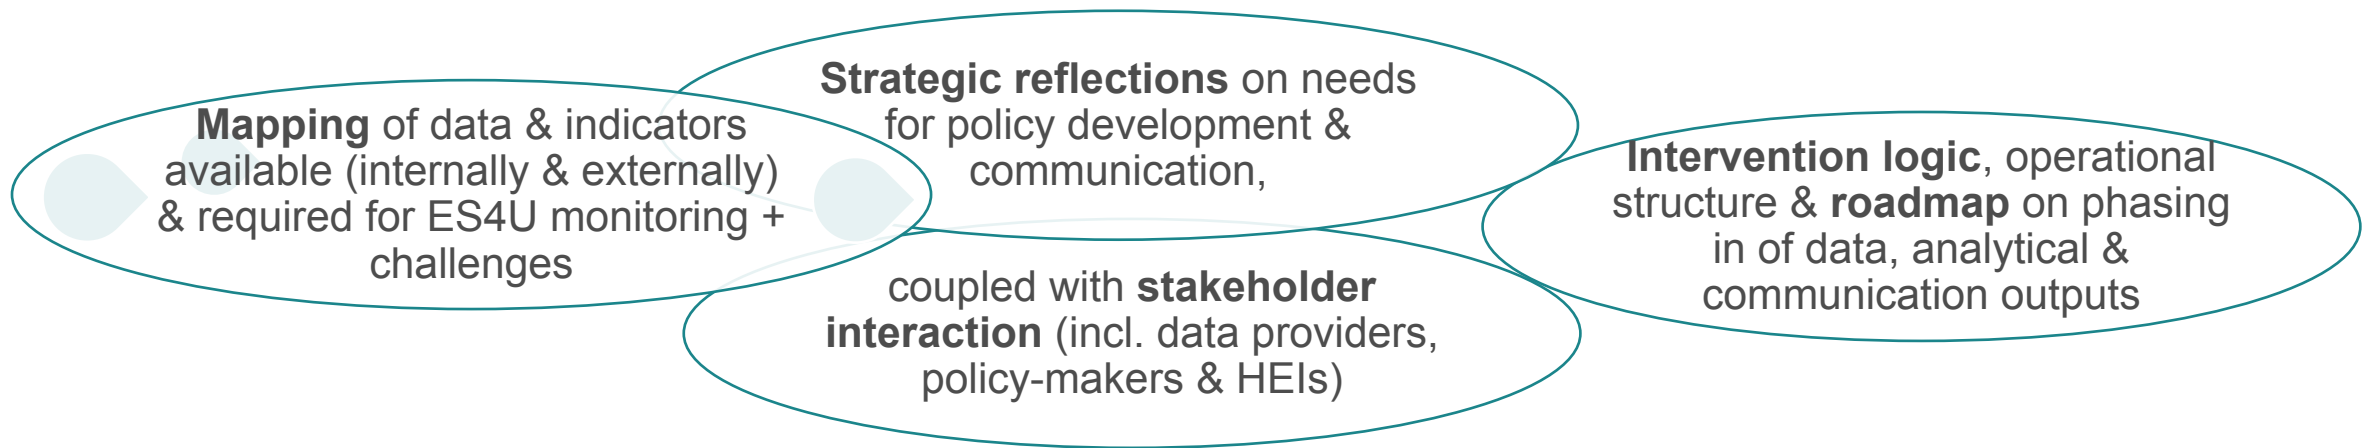 Mapping of data & indicators
available (internally & externally)
& required for ES4U monitoring +
challenges
Strategic reflections on needs
for policy development &
communication,
coupled with stakeholder
interaction (incl. data providers,
policy-makers & HEIs)
Intervention logic, operational
structure & roadmap on phasing
in of data, analytical &
communication outputs